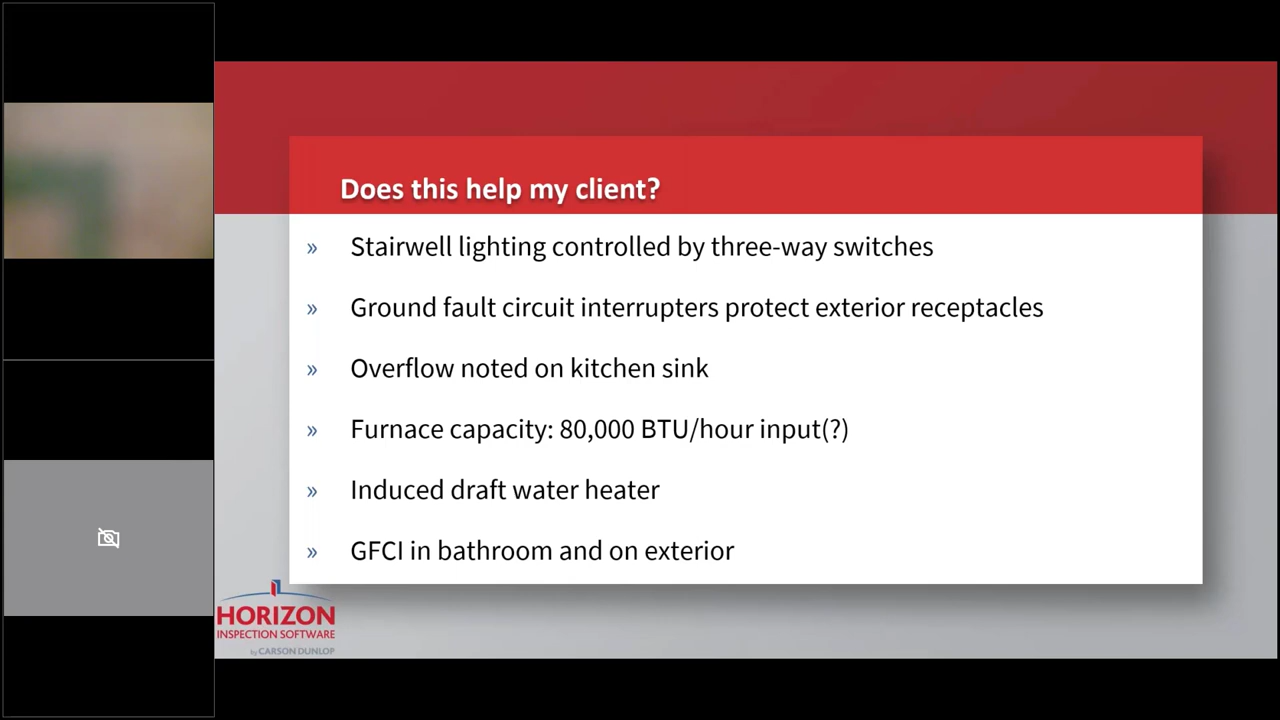 Does this help my client?
» Stairwell lighting controlled by three-way switches
» Ground fault circuit interrupters protect exterior receptacles
» Overflow noted on kitchen sink
» Furnace capacity: 80,000 BTU/hour input(?)
» Induced draft water heater
» GFCI in bathroom and on exterior
HORIZON
INSPECTION SOFTWARE
by CARSON DUNLOP